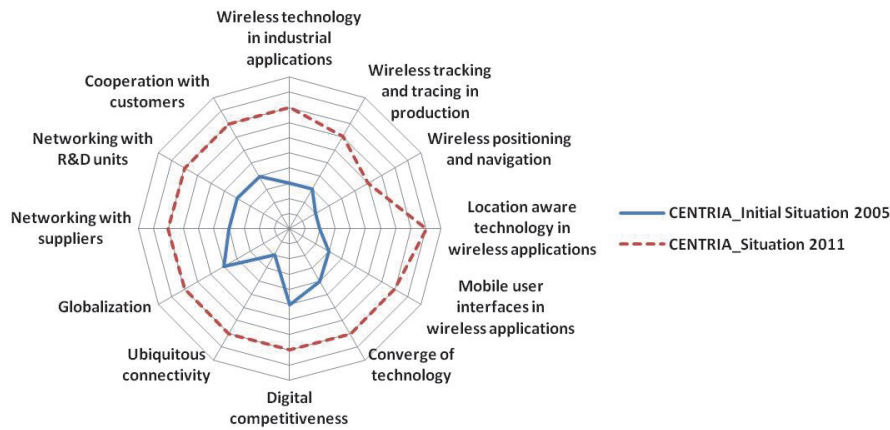 Wireless technology
in industrial
applications
Wireless tracking
and tracing in
production
Wireless positioning
and navigation
Location aware
technology in
wireless applications
Mobile user
interfaces in
wireless applications
Converge of
technology
Digital
competitiveness
Ubiquitous
connectivity
Globalization
Networking with
suppliers
Networking with
R&D units
Cooperation with
customers
CENTRIA_Initial Situation 2005
CENTRIA_Situation 2011